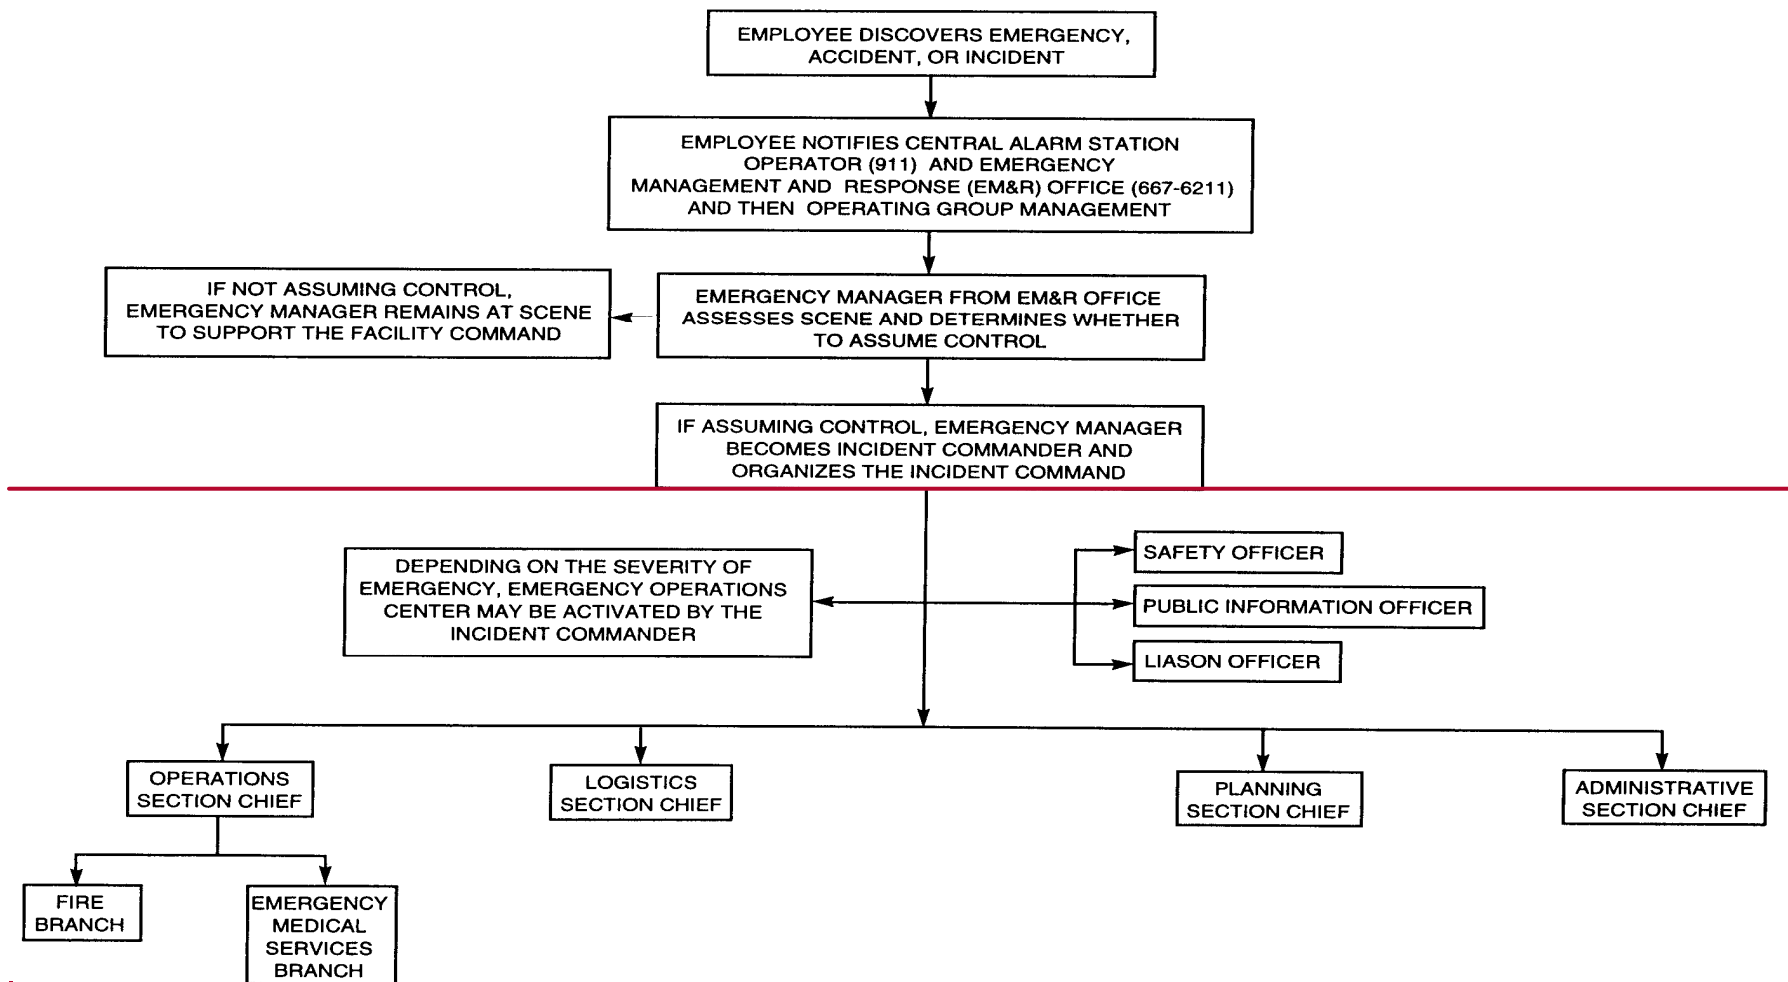 EMPLOYEE DISCOVERS EMERGENCY,
ACCIDENT, OR INCIDENT
EMPLOYEE NOTIFIES CENTRAL ALARM STATION
OPERATOR (911) AND EMERGENCY
MANAGEMENT AND RESPONSE (EM&R) OFFICE (667-6211)
AND THEN OPERATING GROUP MANAGEMENT
IF NOT ASSUMING CONTROL,
EMERGENCY MANAGER REMAINS AT SCENE
TO SUPPORT THE FACILITY COMMAND
EMERGENCY MANAGER FROM EM&R OFFICE
ASSESSES SCENE AND DETERMINES WHETHER
TO ASSUME CONTROL
IF ASSUMING CONTROL, EMERGENCY MANAGER
BECOMES INCIDENT COMMANDER AND
ORGANIZES THE INCIDENT COMMAND
DEPENDING ON THE SEVERITY OF
EMERGENCY, EMERGENCY OPERATIONS
CENTER MAY BE ACTIVATED BY THE
INCIDENT COMMANDER
SAFETY OFFICER
PUBLIC INFORMATION OFFICER
LIASON OFFICER
OPERATIONS
SECTION CHIEF
LOGISTICS
SECTION CHIEF
PLANNING
SECTION CHIEF
ADMINISTRATIVE
SECTION CHIEF
FIRE
BRANCH
EMERGENCY
MEDICAL
SERVICES
BRANCH